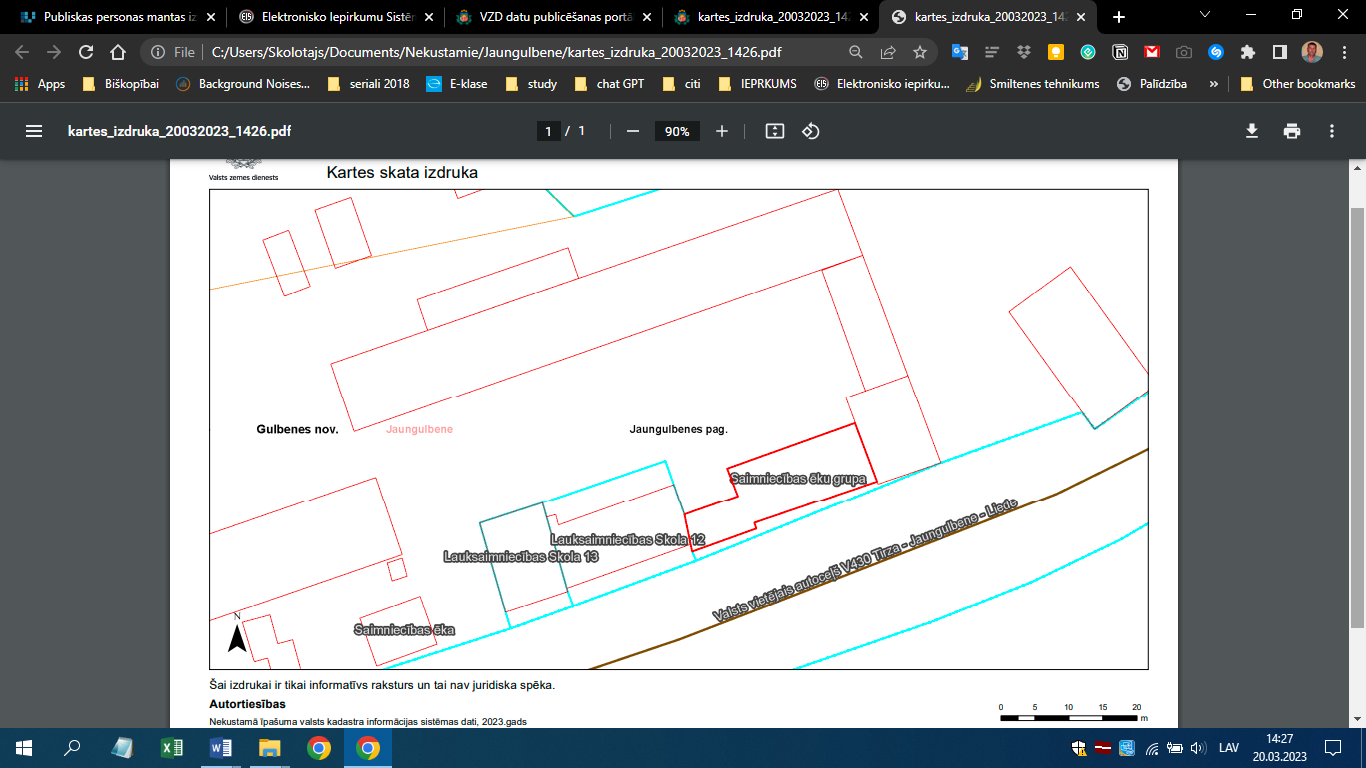 Publiskas personas mantas iz
Elektronisko Iepirkumu Sistēn
VZD datu publicēšanas portā
kartes_izdruka_20032023_142
kartes_izdruka_20032023_142
File
C:/Users/Skolotajs/Documents/Nekustamie/Jaungulbene/kartes_izdruka_20032023_1426.pdf
Apps
Biškopībai
Background Noises...
seriali 2018
E-klase
study
chat GPT
citi
IEPRKUMS
Elektronisko iepirku...
Smiltenes tehnikums
Palīdzība
»
Other bookmarks
kartes_izdruka_20032023_1426.pdf
1 / 1
90%
Valsts zemes dienests
Kartes skata izdruka
Gulbenes nov.
Jaungulbene
Jaungulbenes pag.
Saimniecības ēku grupa
Lauksaimniecības Skola 12
Lauksaimniecības Skola 13
Valsts vietējais autoceļš V430 Tirza - Jaungulbene - Liede
Saimniecības ēka
N
Šai izdrukai ir tikai informatīvs raksturs un tai nav juridiska spēka.
Autortiesības
Nekustamā īpašuma valsts kadastra informācijas sistēmas dati, 2023.gads
0 5 10 15 20
m
LAV
14:27
20.03.2023